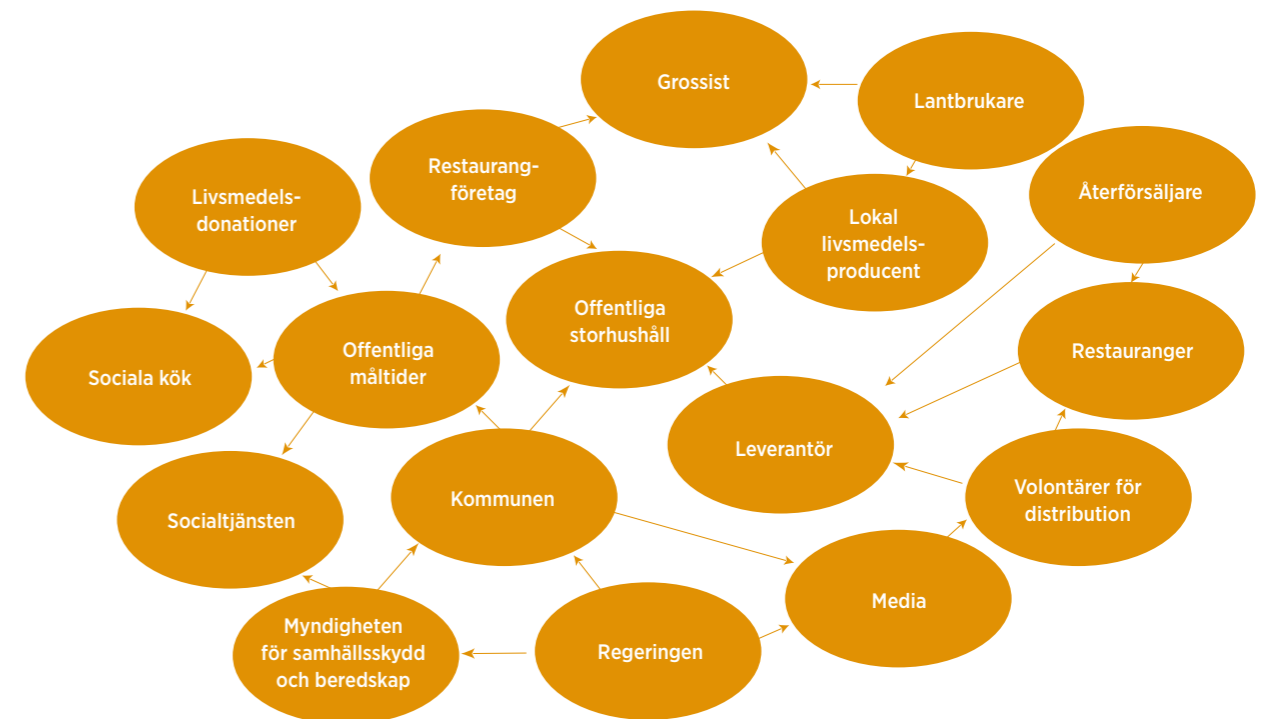 Grossist
Lantbrukare
Restaurang-
företag
Livsmedels-
donationer
Återförsäljare
Lokal
livsmedels-
producent
Offentliga
storhushåll
Offentliga
måltider
Restauranger
Sociala kök
Leverantör
Kommunen
Volontärer för
distribution
Socialtjänsten
Media
Myndigheten
för samhällsskydd
och beredskap
Regeringen